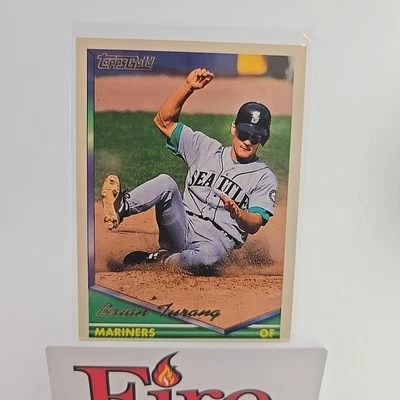 Topps Gold
S
SEATTLE
Brian Turang
MARINERS OF
Fire